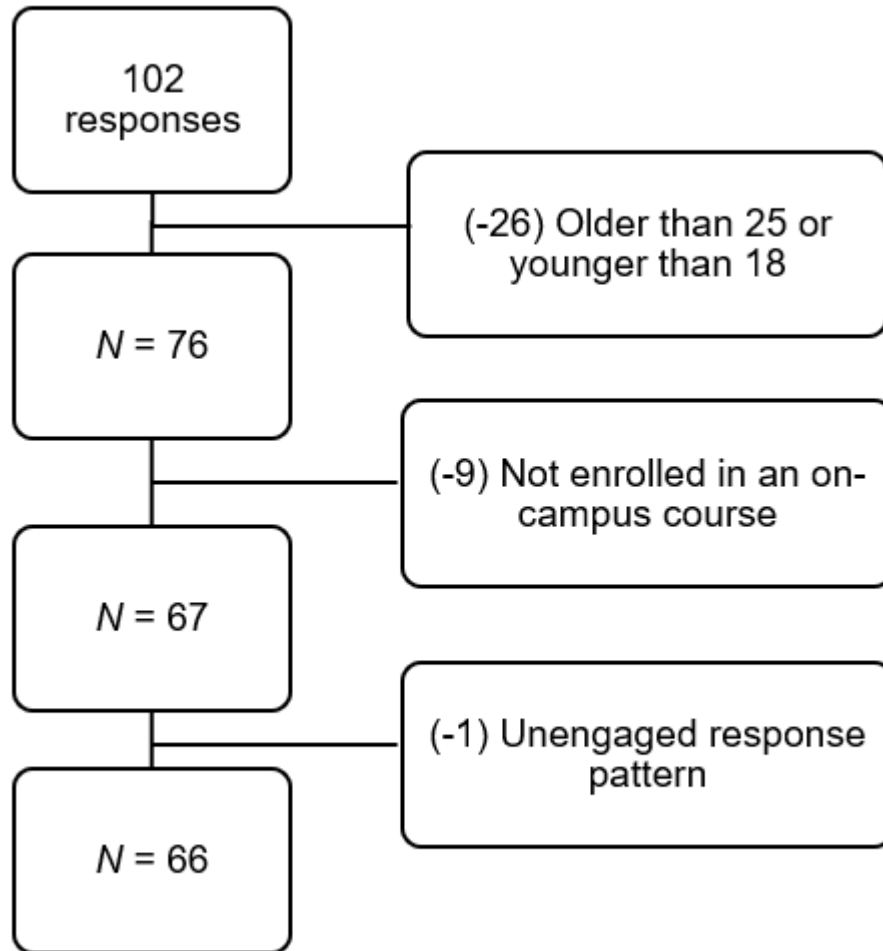 102
responses
(-26) Older than 25 or
younger than 18
N = 76
(-9) Not enrolled in an on-
campus course
N = 67
(-1) Unengaged response
pattern
N = 66